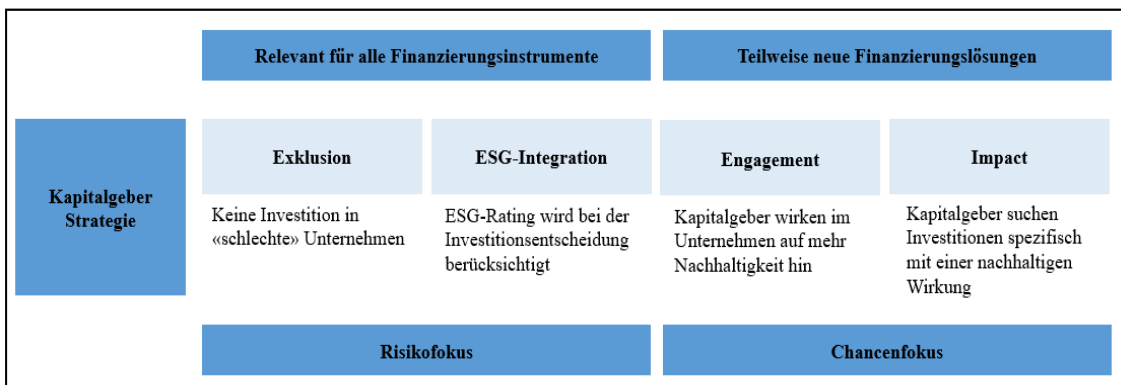 Relevant für alle Finanzierungsinstrumente
Teilweise neue Finanzierungslösungen
Kapitalgeber
Strategie
Exklusion
Keine Investition in
«schlechte» Unternehmen
ESG-Integration
ESG-Rating wird bei der
Investitionsentscheidung
berücksichtigt
Engagement
Kapitalgeber wirken im
Unternehmen auf mehr
Nachhaltigkeit hin
Impact
Kapitalgeber suchen
Investitionen spezifisch
mit einer nachhaltigen
Wirkung
Risikofokus
Chancenfokus